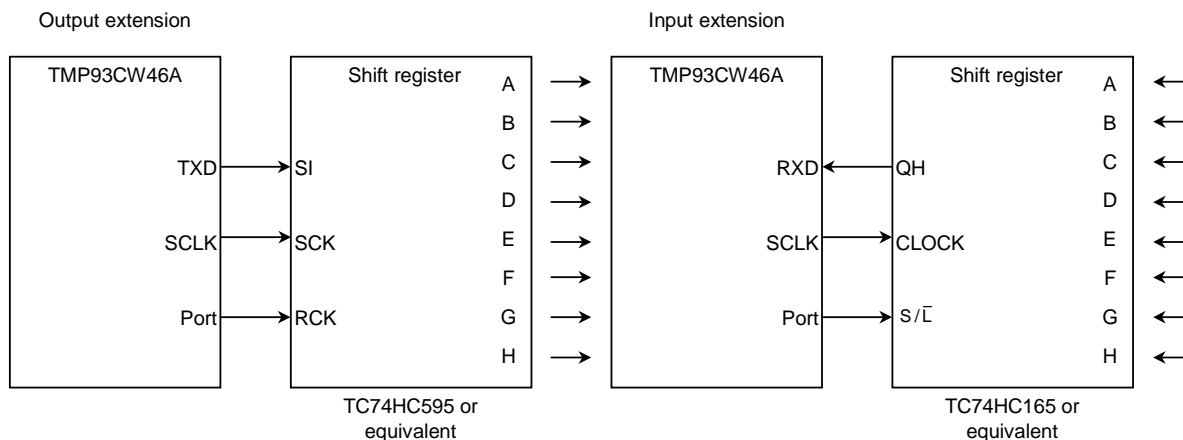 Output extension
Input extension
TMP93CW46A
Shift register
A
B
C
D
E
F
G
H
TXD
SI
SCLK
SCK
Port
RCK
TC74HC595 or
equivalent
TMP93CW46A
Shift register
A
B
C
D
E
F
G
H
RXD
QH
SCLK
CLOCK
Port
S/L̅
TC74HC165 or
equivalent